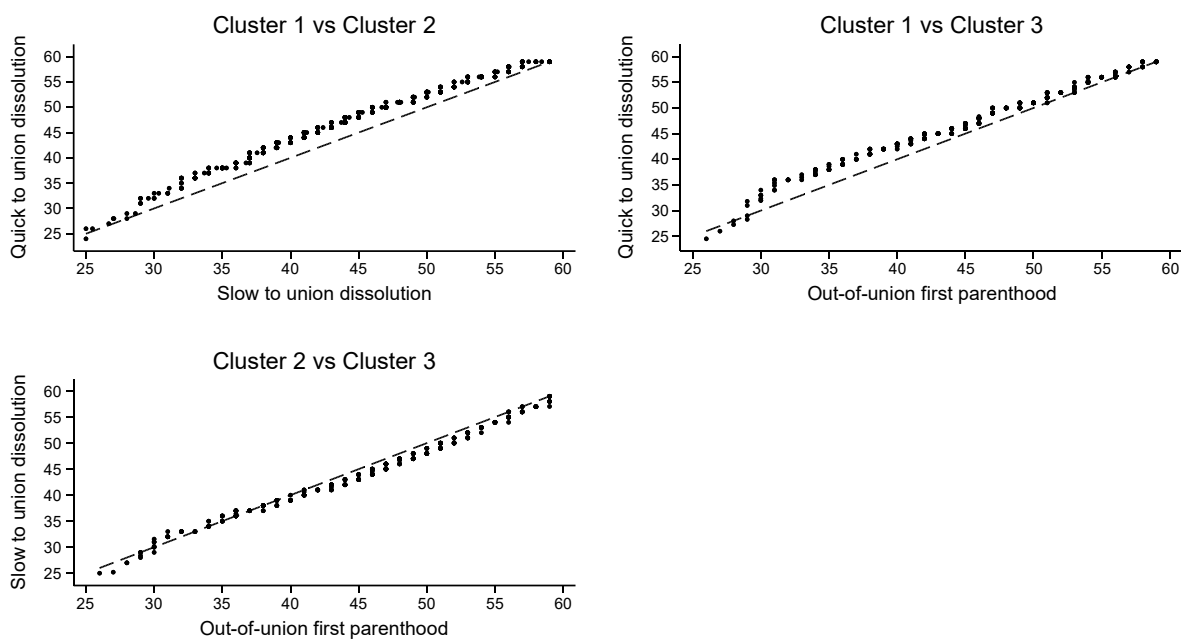 Cluster 1 vs Cluster 2
Quick to union dissolution
60
55
50
45
40
35
30
25
25 30 35 40 45 50 55 60
Slow to union dissolution
Cluster 1 vs Cluster 3
Quick to union dissolution
60
55
50
45
40
35
30
25
25 30 35 40 45 50 55 60
Out-of-union first parenthood
Cluster 2 vs Cluster 3
Slow to union dissolution
60
55
50
45
40
35
30
25
25 30 35 40 45 50 55 60
Out-of-union first parenthood